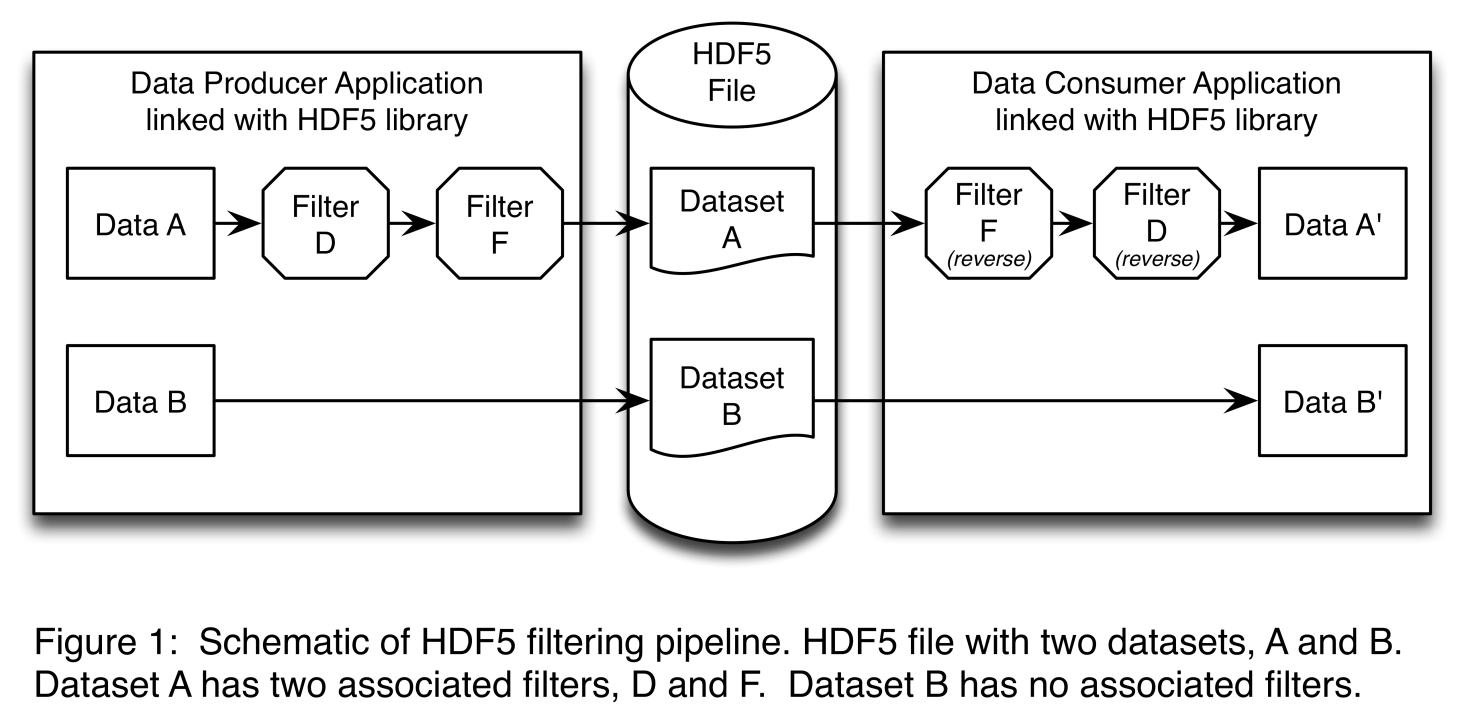 Data Producer Application
linked with HDF5 library
Data A
Filter
D
Filter
F
Data B
HDF5
File
Dataset
A
Dataset
B
Data Consumer Application
linked with HDF5 library
Filter
F
(reverse)
Filter
D
(reverse)
Data A'
Data B'
Figure 1:  Schematic of HDF5 filtering pipeline. HDF5 file with two datasets, A and B.
Dataset A has two associated filters, D and F.  Dataset B has no associated filters.